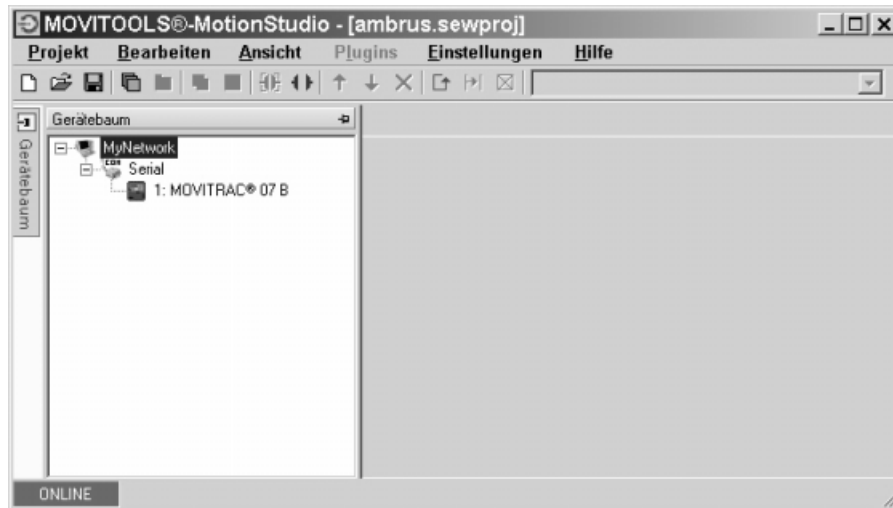 MOVITOOLS®-MotionStudio - [ambrus.sewproj]
Projekt Bearbeiten Ansicht Plugins Einstellungen Hilfe
Gerätebaum
Gerätebaum
MyNetwork
COM
Serial
1: MOVITRAC® 07 B
ONLINE